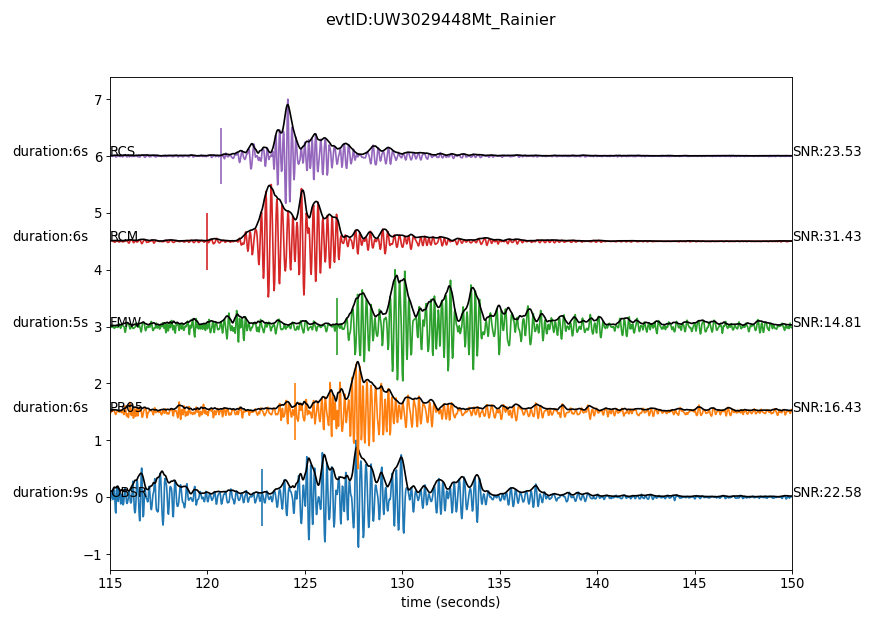 evtID:UW3029448Mt_Rainier
7
duration:6s RCS 6 SNR:23.53
5
duration:6s RCM SNR:31.43
4
duration:5s FMW 3 SNR:14.81
2
duration:6s PR05 SNR:16.43
1
duration:9s OBSR 0 SNR:22.58
−1
115 120 125 130 135 140 145 150
time (seconds)